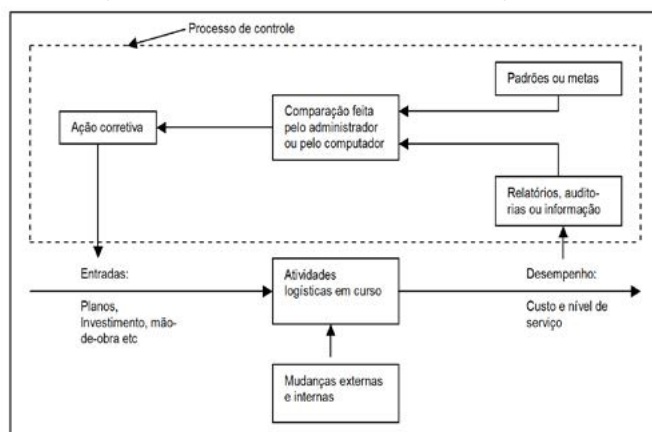 Processo de controle
Padrões ou metas
Comparação feita
pelo administrador
ou pelo computador
Ação corretiva
Relatórios, audito-
rias ou informação
Entradas:
Planos,
Investimento, mão-
de-obra etc
Atividades
logísticas em curso
Desempenho:
Custo e nível de
serviço
Mudanças externas
e internas